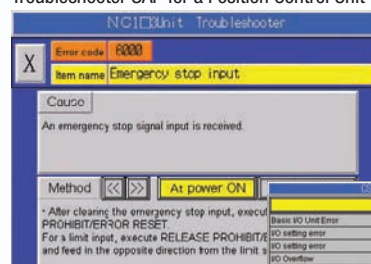 Troubleshooter SAP for a Position Control Unit
Unit Troubleshooter
X
Error code 6000
Item name Emergency stop input
Cause
An emergency stop signal input is received.
Method << >> At power ON
· After clearing the emergency stop input, execut
PROHIBIT/ERROR RESET.
For a limit input, execute RELEASE PROHIBIT/E
and feed in the opposite direction from the limit s
Basic I/O Unit Error
I/O setting error
I/O setting error
I/O Overflow